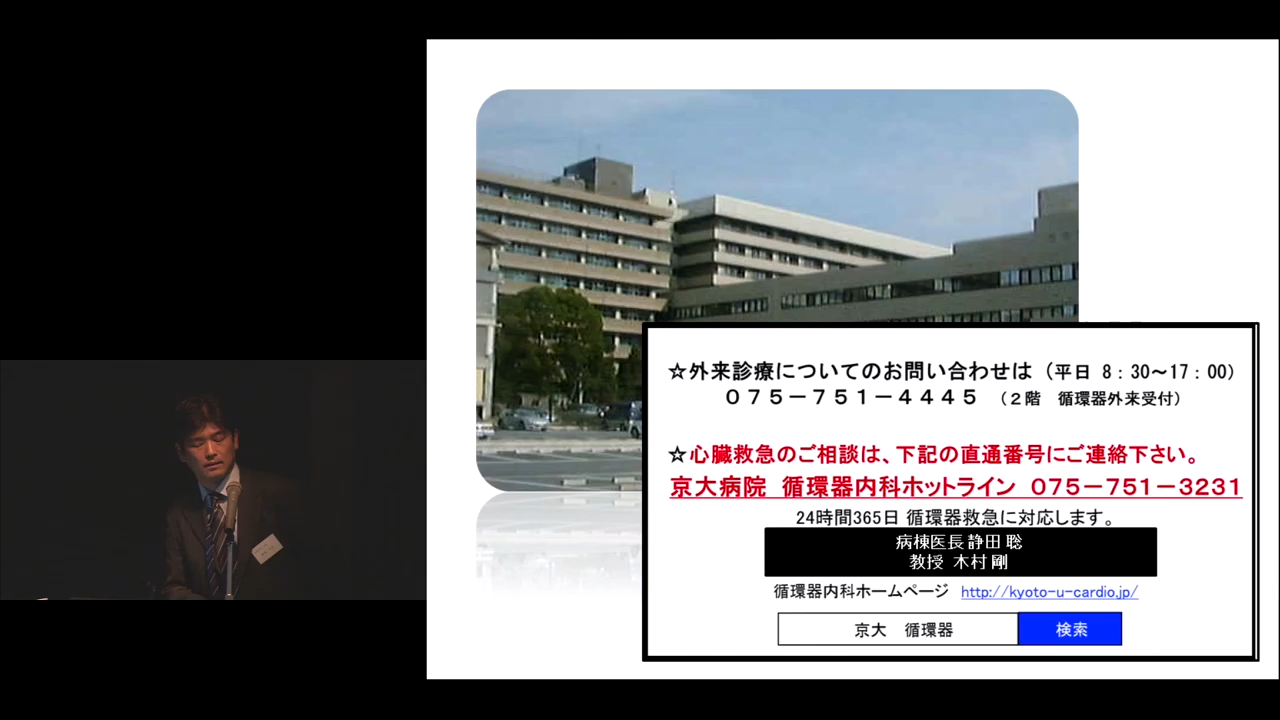 ☆外来診療についてのお問い合わせは（平日 8：30～17：00）
０７５－７５１－４４４５ （２階　循環器外来受付）
☆心臓救急のご相談は、下記の直通番号にご連絡下さい。
京大病院　循環器内科ホットライン　０７５－７５１－３２３１
24時間365日 循環器救急に対応します。
病棟医長 静田 聡
教授 木村 剛
循環器内科ホームページ　http://kyoto-u-cardio.jp/
京大　循環器　検索